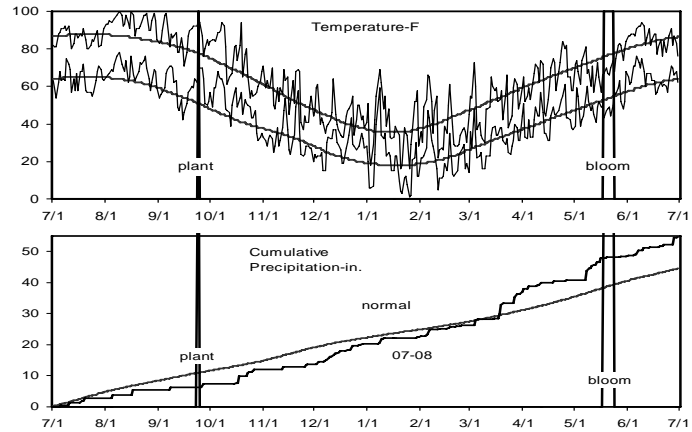 Temperature-F
100
80
60
40
20
0
plant
bloom
7/1 8/1 9/1 10/1 11/1 12/1 1/1 2/1 3/1 4/1 5/1 6/1 7/1
Cumulative
Precipitation-in.
50
40
30
20
10
0
normal
07-08
plant
bloom
7/1 8/1 9/1 10/1 11/1 12/1 1/1 2/1 3/1 4/1 5/1 6/1 7/1